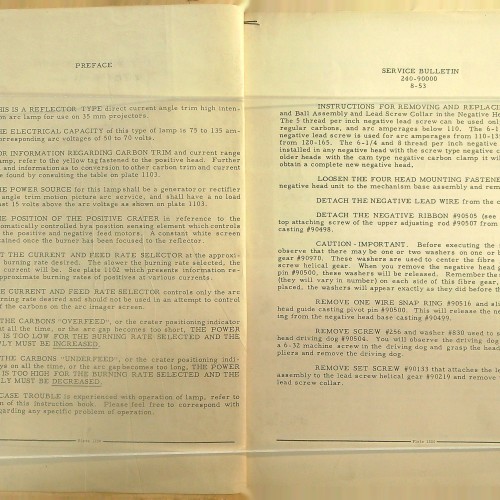 PREFACE
HIS IS A REFLECTOR TYPE direct current angle trim high inten-
on arc lamp for use on 35 mm projectors.
HE ELECTRICAL CAPACITY of this type of lamp is 75 to 135 am-
corresponding arc voltages of 50 to 70 volts.
OR INFORMATION REGARDING CARBON TRIM and current range
amp, refer to the yellow tag fastened to the lamp head. Further
and information as to conversion to other carbon trim and current
be found by consulting the table on plate 1103.
HE POWER SOURCE for this lamp shall be a generator or rectifier
angle trim motion picture arc service, and shall have a no load
at 15 volts above the arc voltage as shown on plate 1103.
HE POSITION OF THE POSITIVE CRATER in reference to the
tomatically controlled by a position sensing element which controls
the positive and negative feed motors. A constant white screen
tained once the burner has been focused to the reflector.
T THE CURRENT AND FEED RATE SELECTOR at the approxi-
burning rate desired. The slower the burning rate selected, the
current will be. See plate 1102 which presents information re-
approximate burning rates of positives at various currents.
HE CURRENT AND FEED RATE SELECTOR controls only the arc
rning rate desired and should not be used in an attempt to control
f the carbons on the arc imager screen.
THE CARBONS "OVERFEED", or the crater positioning indicator
d all the time, or the arc gap becomes too short, THE POWER
IS TOO LOW FOR THE BURNING RATE SELECTED AND THE
LY MUST BE INCREASED.
THE CARBONS "UNDERFEED", or the crater positioning indi-
ys on all the time, or the arc gap becomes too long, THE POWER
IS TOO HIGH FOR THE BURNING RATE SELECTED AND THE
LY MUST BE DECREASED.
CASE TROUBLE is experienced with operation of lamp, refer to
n of this instruction book. Please feel free to correspond with
garding any specific problem of operation.
SERVICE BULLETIN
240-90000
8-53
INSTRUCTIONS FOR REMOVING AND REPLACI
and Ball Assembly and Lead Screw Collar in the Negative He
The 5 thread per inch negative lead screw can be used onl
regular carbons, and arc amperages below 110. The 6-1
negative lead screw is used for arc amperages from 110-135
from 120-165. The 6-1/4 and 8 thread per inch negative
installed in any negative head with the screw type negative c
older heads with the cam type negative carbon clamp it wil
obtain a complete new negative head.
LOOSEN THE FOUR HEAD MOUNTING FASTENE
negative head unit to the mechanism base assembly and rem
DETACH THE NEGATIVE LEAD WIRE from the c
DETACH THE NEGATIVE RIBBON #90505 (see
top attaching screw of the upper adjusting rod #90507 from
casting #90498.
CAUTION - IMPORTANT. Before executing the
observe that there may be one or two washers on one or b
gear #90970. These washers are used to center the fibre
screw helical gear. When you remove the negative head
pin #90500, these washers will be released. Remember the
(they will vary in number) on each side of this fibre gear,
placed, the washers will appear exactly as they did before t
REMOVE ONE WIRE SNAP RING #90516 and sli
head guide casting pivot pin #90500. This will release the ne
ing from the negative head base casting #90499.
REMOVE SCREW #256 and washer #830 used to
head driving dog #90504. You will observe the driving dog
a 6-32 machine screw in the driving dog and grasp the head
pliers and remove the driving dog.
REMOVE SET SCREW #90133 that attaches the le
assembly to the lead screw helical gear #90219 and remove
lead screw collar.